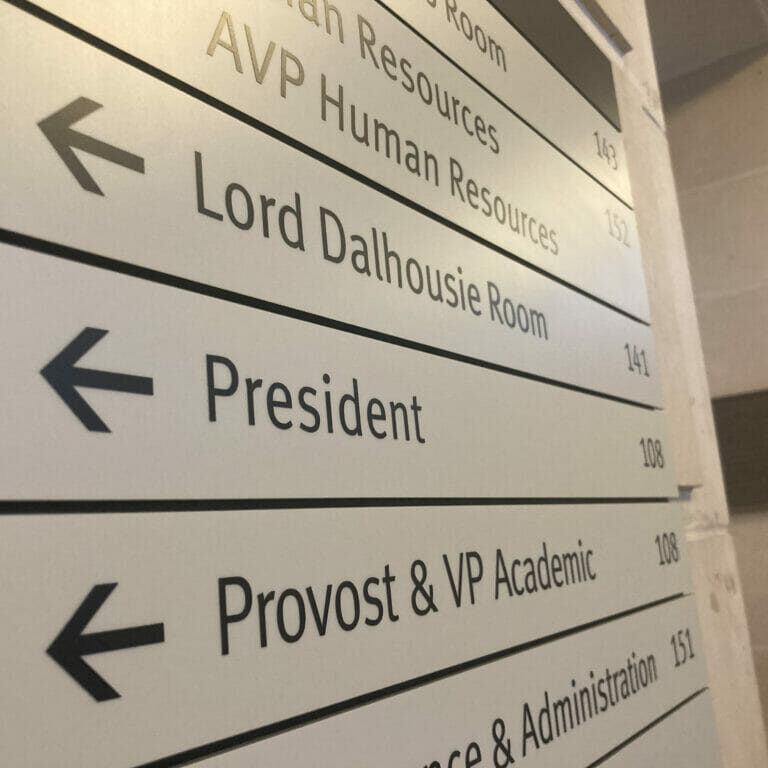 Room
143
Resources
AVP Human Resources 152
← Lord Dalhousie Room 141
← President 108
← Provost & VP Academic 108
& Administration 151